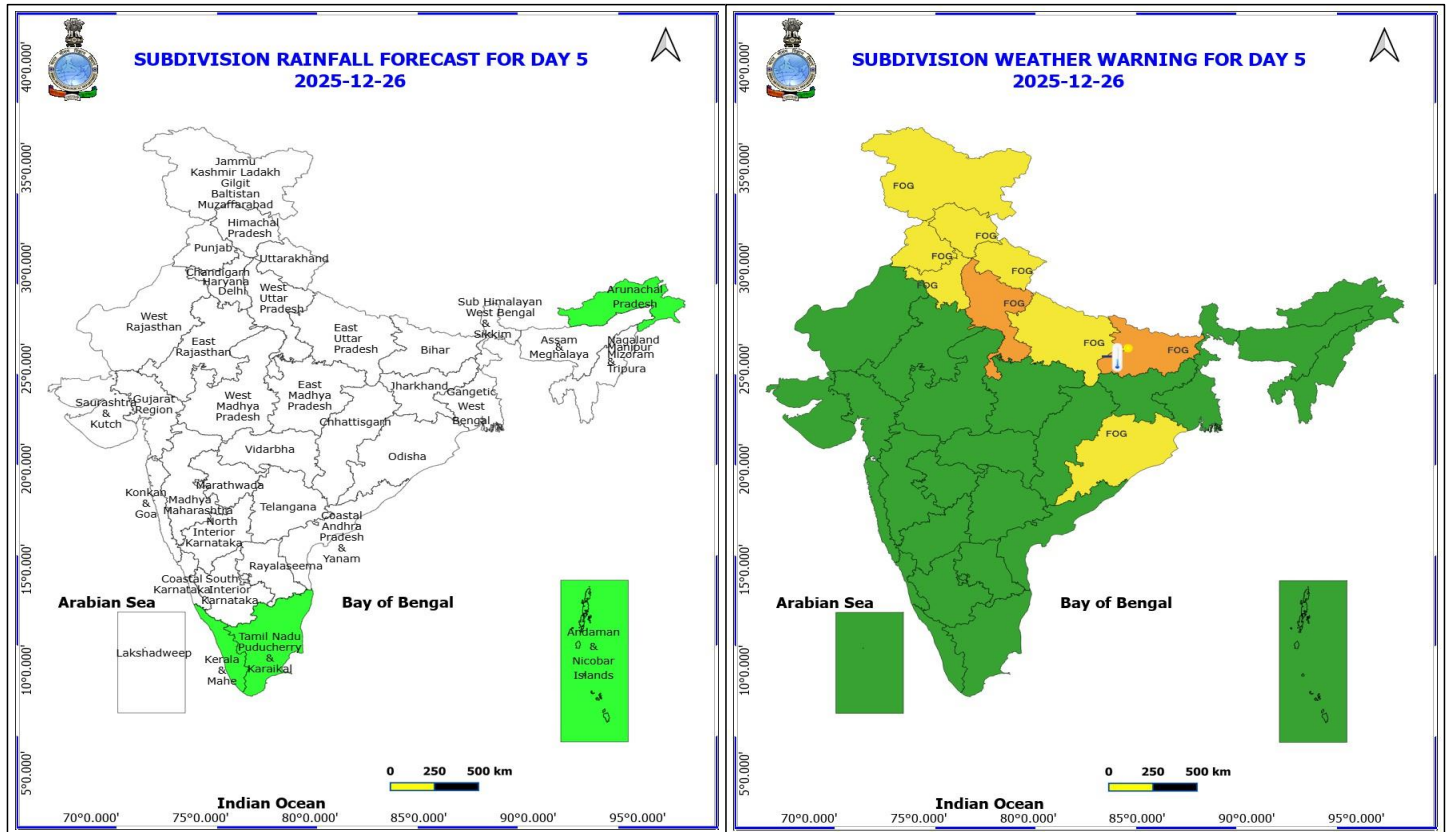 SUBDIVISION RAINFALL FORECAST FOR DAY 5
2025-12-26
40°0.000'
35°0.000'
30°0.000'
25°0.000'
20°0.000'
15°0.000'
10°0.000'
5°0.000'
Jammu
Kashmir Ladakh
Gilgit
Baltistan
Muzaffarabad
Himachal
Pradesh
Punjab
Uttarakhand
Chandigarh
Haryana
Delhi
West
Uttar
Pradesh
West
Rajasthan
East
Rajasthan
East
Uttar
Pradesh
Bihar
Sub Himalayan
West Bengal
&
Sikkim
Arunachal
Pradesh
Assam
&
Meghalaya
Nagaland
Manipur
Mizoram
&
Tripura
Saurashtra
&
Kutch
Gujarat
Region
West
Madhya
Pradesh
East
Madhya
Pradesh
Jharkhand
Gangetic
West
Bengal
Chhattisgarh
Vidarbha
Odisha
Konkan
&
Goa
Marathwada
Madhya
Maharashtra
North
Interior
Karnataka
Telangana
Coastal
Andhra
Pradesh
&
Yanam
Rayalaseema
Coastal
Karnataka
South
Interior
Karnataka
Arabian Sea
Bay of Bengal
Lakshadweep
Kerala
&
Mahe
Tamil Nadu
Puducherry
&
Karaikal
Andaman
&
Nicobar
Islands
0 250 500 km
Indian Ocean
70°0.000' 75°0.000' 80°0.000' 85°0.000' 90°0.000' 95°0.000'
SUBDIVISION WEATHER WARNING FOR DAY 5
2025-12-26
40°0.000'
35°0.000'
30°0.000'
25°0.000'
20°0.000'
15°0.000'
10°0.000'
5°0.000'
FOG
FOG
FOG
FOG
FOG
FOG
FOG
FOG
FOG
Arabian Sea
Bay of Bengal
0 250 500 km
Indian Ocean
70°0.000' 75°0.000' 80°0.000' 85°0.000' 90°0.000' 95°0.000'